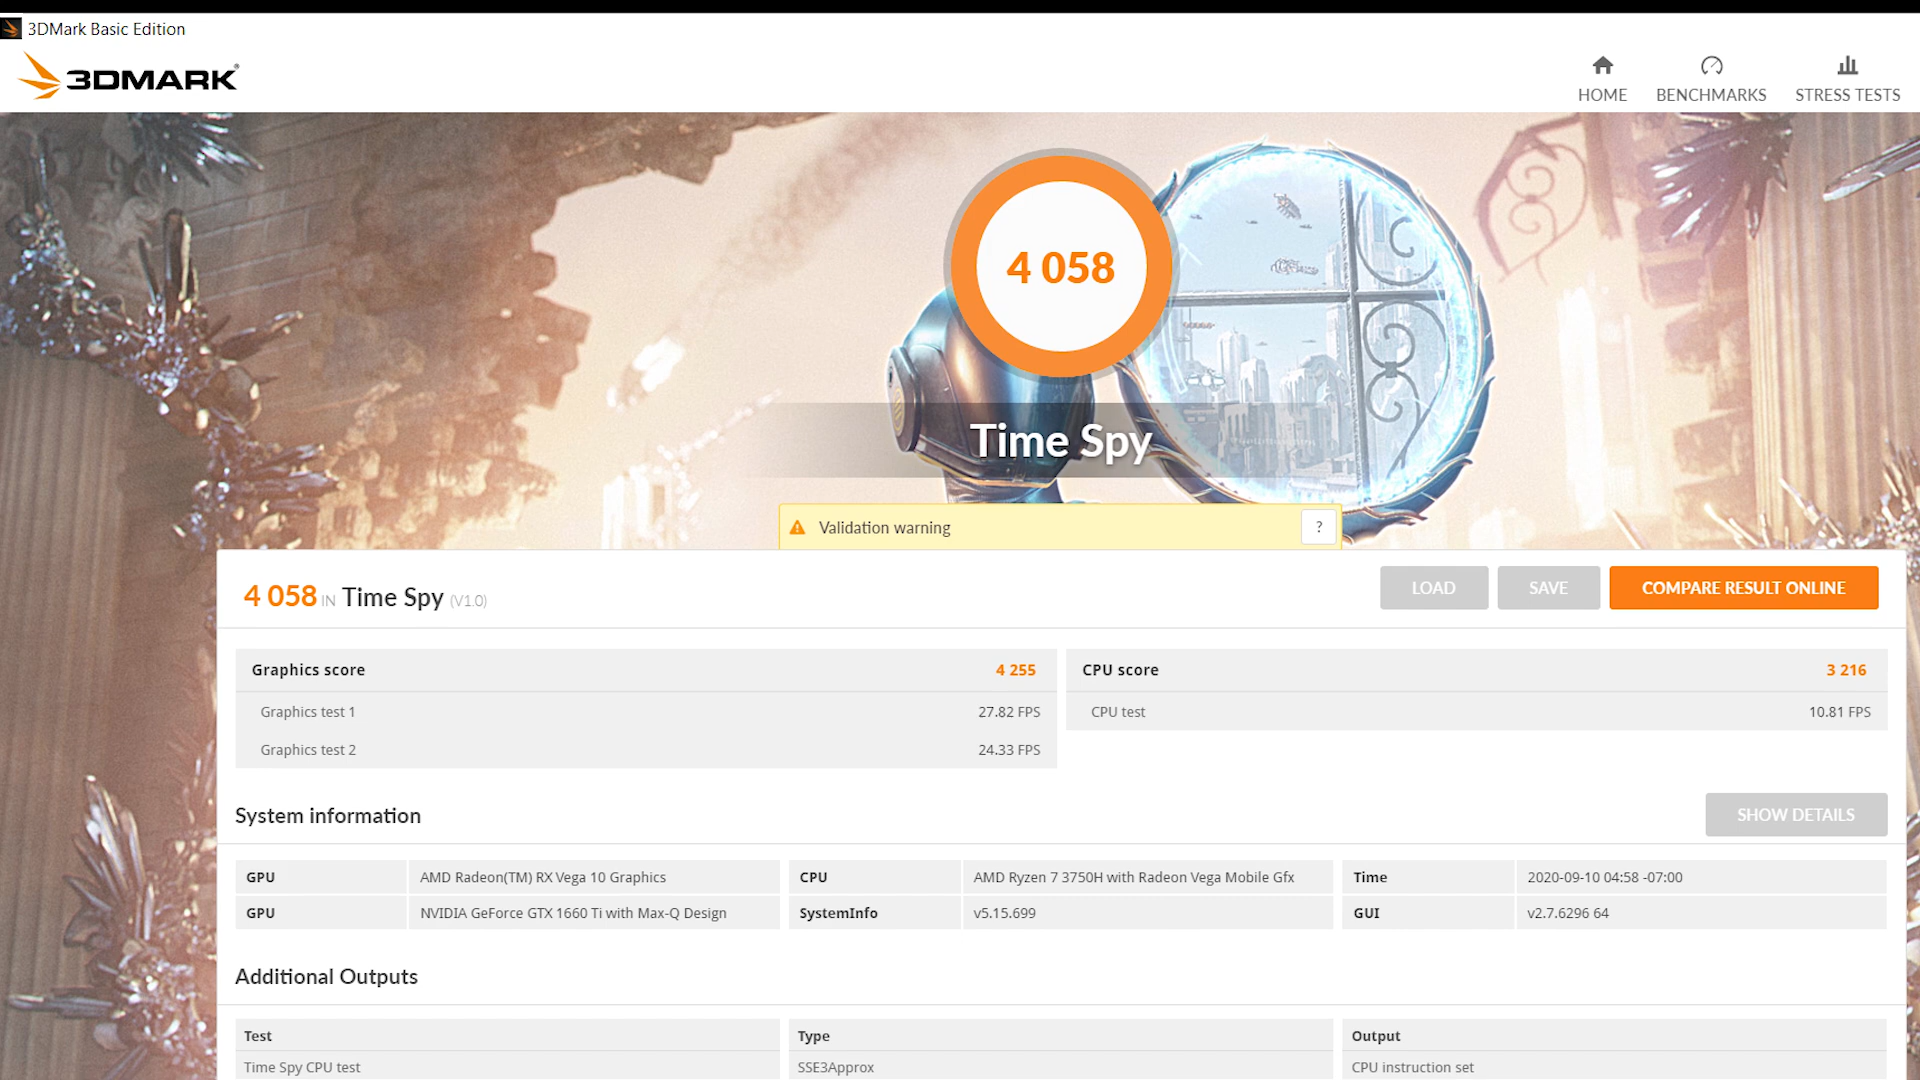 3DMark Basic Edition
3DMARK®
HOME
BENCHMARKS
STRESS TESTS
4 058
Time Spy
Validation warning
?
4 058 IN Time Spy (V1.0)
LOAD
SAVE
COMPARE RESULT ONLINE
Graphics score 4 255
Graphics test 1 27.82 FPS
Graphics test 2 24.33 FPS
CPU score 3 216
CPU test 10.81 FPS
System information
SHOW DETAILS
GPU AMD Radeon(TM) RX Vega 10 Graphics CPU AMD Ryzen 7 3750H with Radeon Vega Mobile Gfx Time 2020-09-10 04:58 -07:00
GPU NVIDIA GeForce GTX 1660 Ti with Max-Q Design SystemInfo v5.15.699 GUI v2.7.6296 64
Additional Outputs
Test Type Output
Time Spy CPU test SSE3Approx CPU instruction set